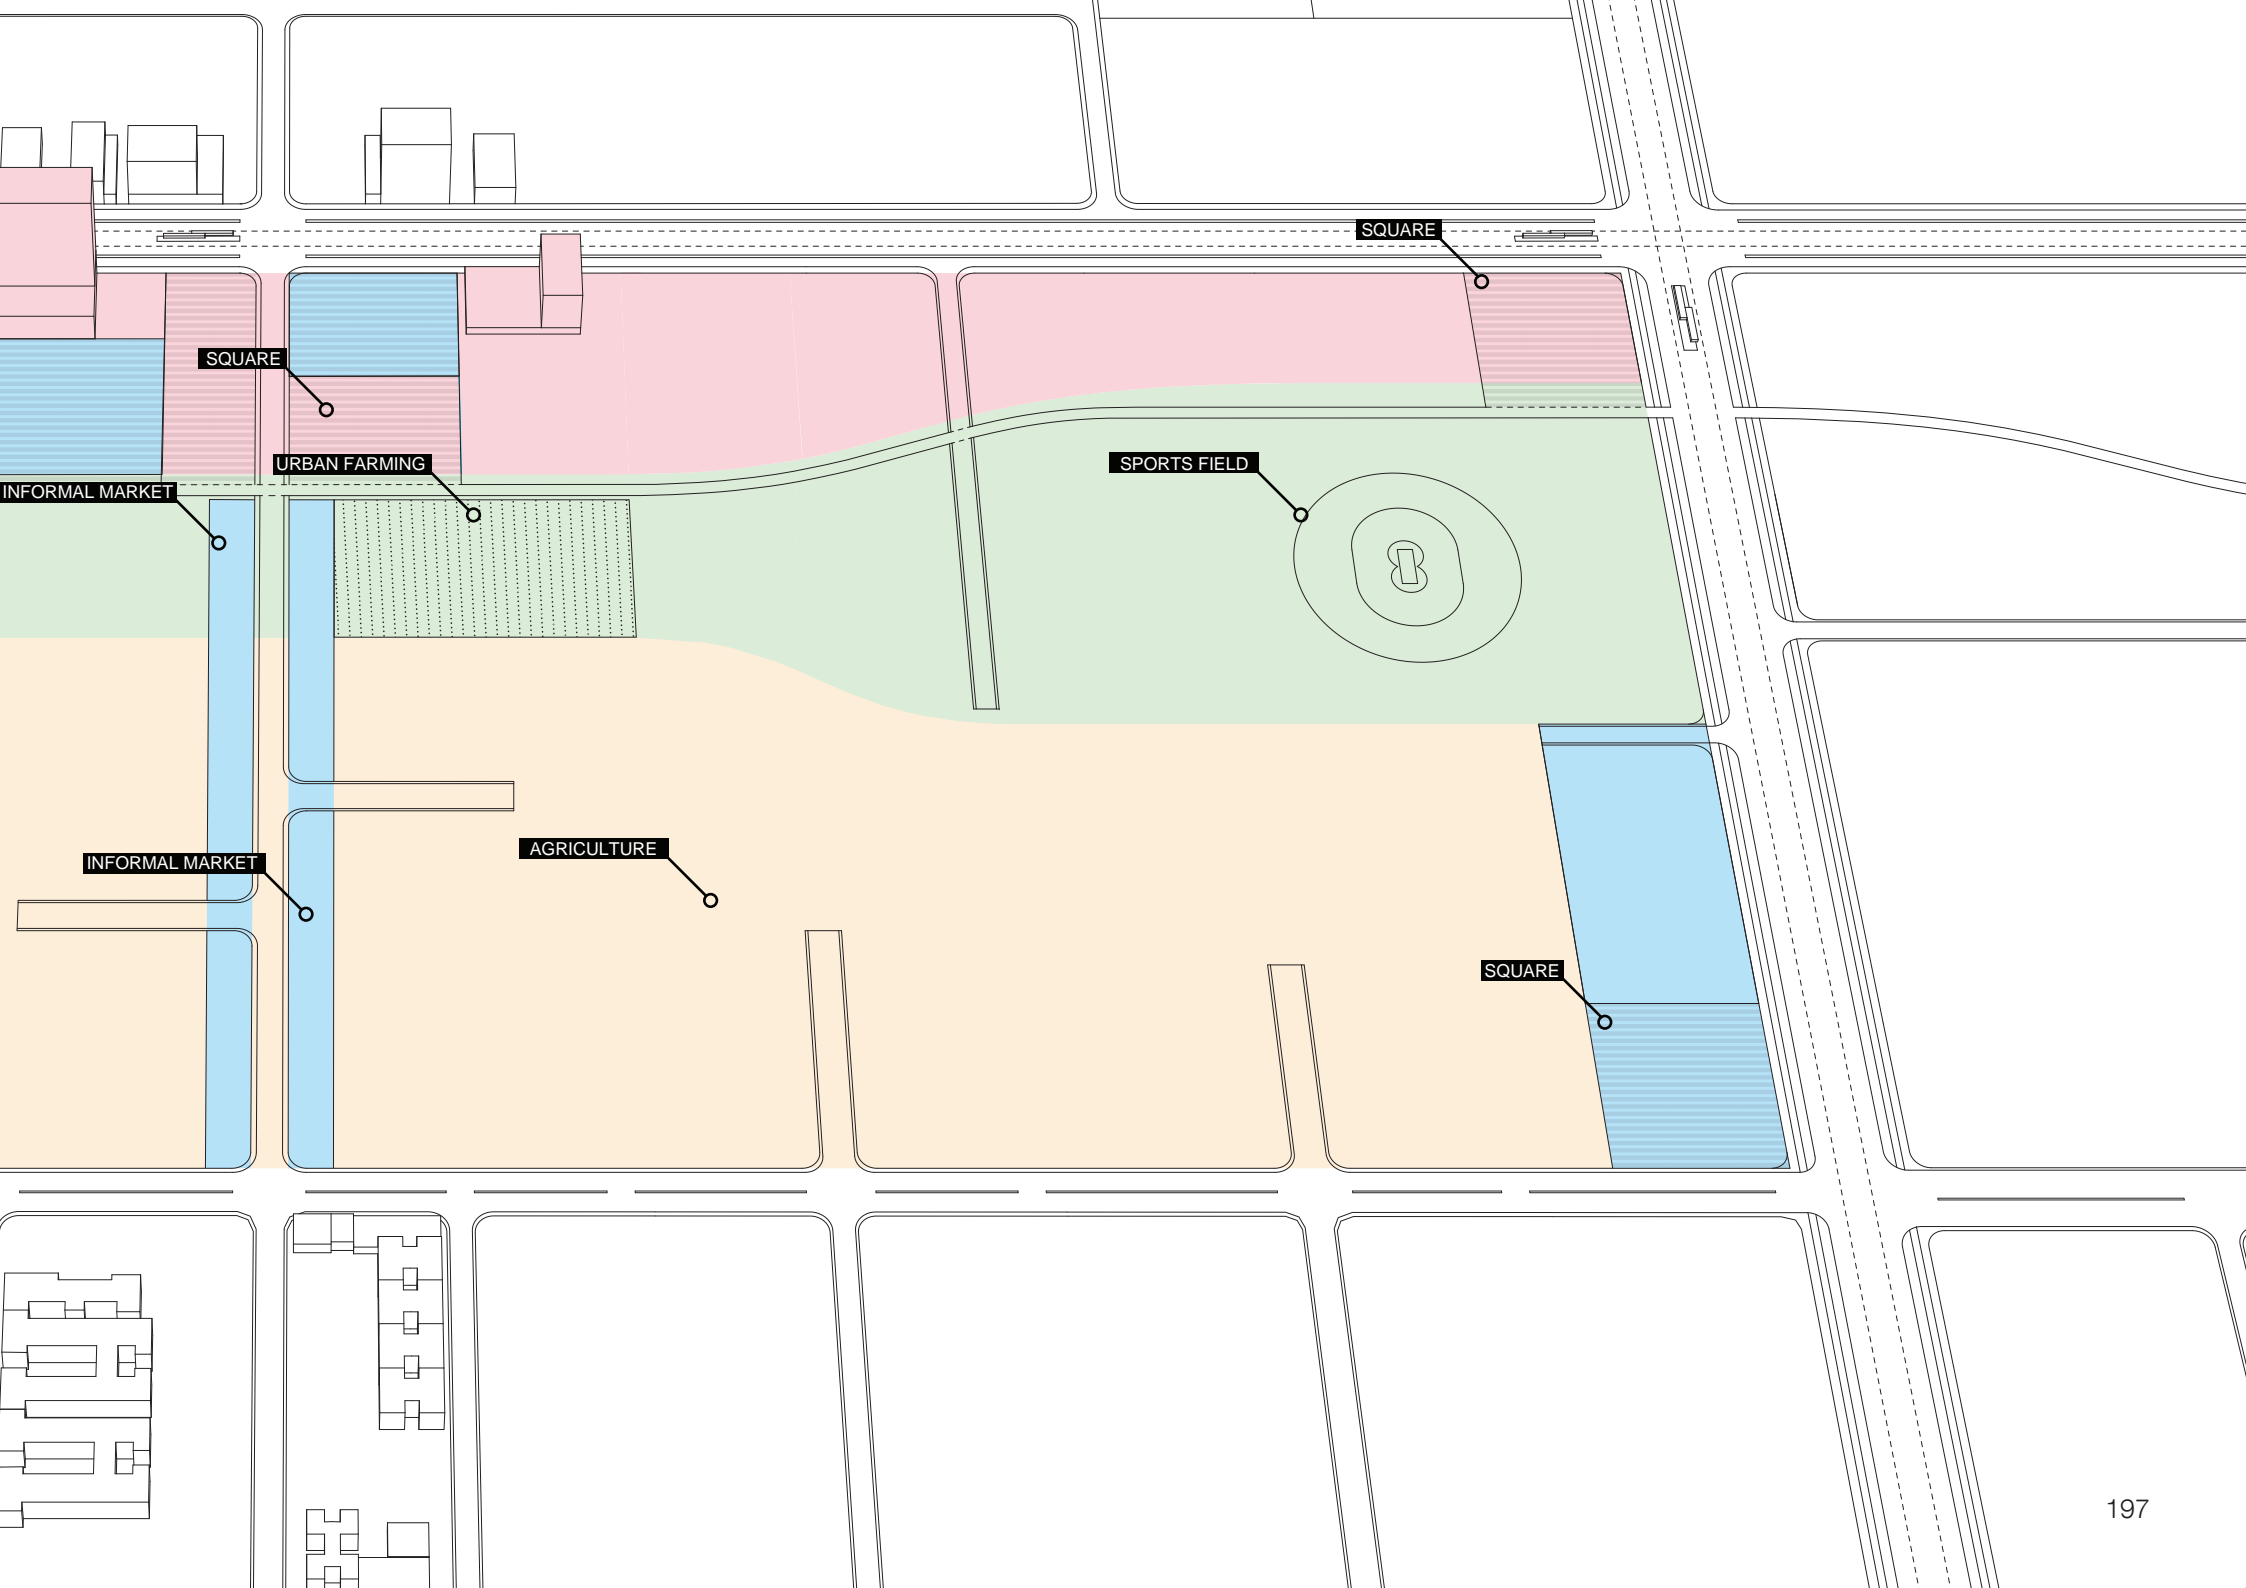 SQUARE
SQUARE
URBAN FARMING
SPORTS FIELD
INFORMAL MARKET
AGRICULTURE
INFORMAL MARKET
SQUARE
197